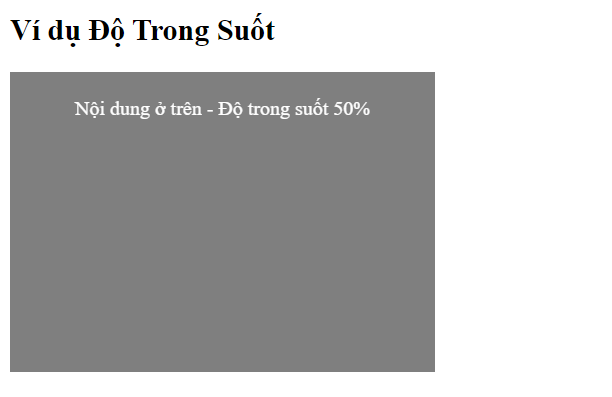 Ví dụ Độ Trong Suốt
Nội dung ở trên - Độ trong suốt 50%